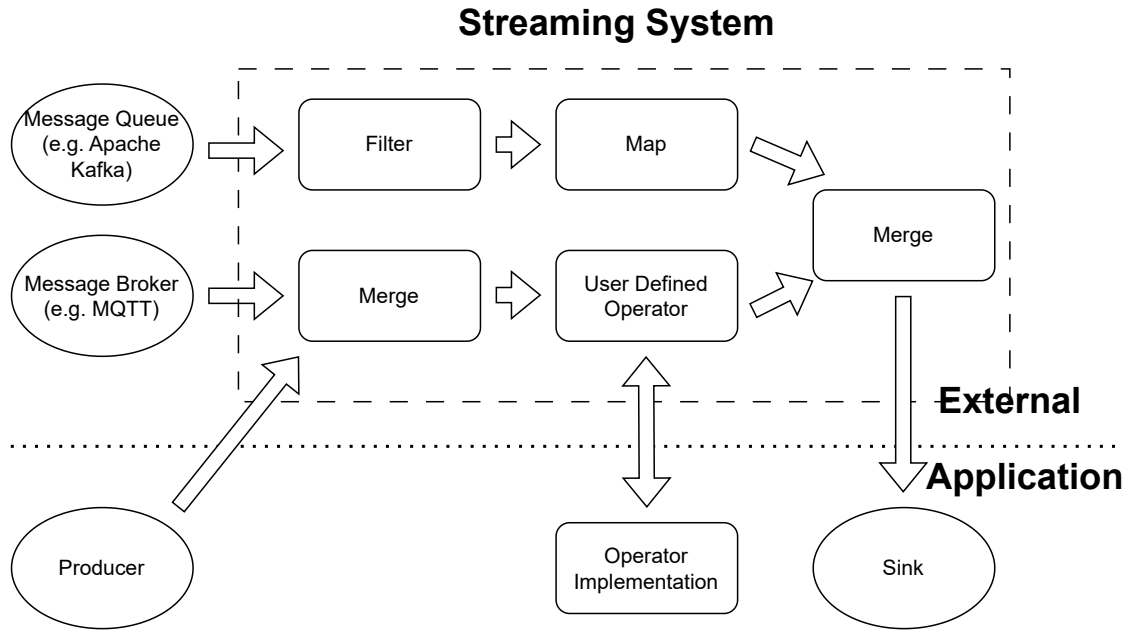 Streaming System
Message Queue
(e.g. Apache
Kafka)
Filter
Map
Merge
Message Broker
(e.g. MQTT)
Merge
User Defined
Operator
External
Application
Producer
Operator
Implementation
Sink